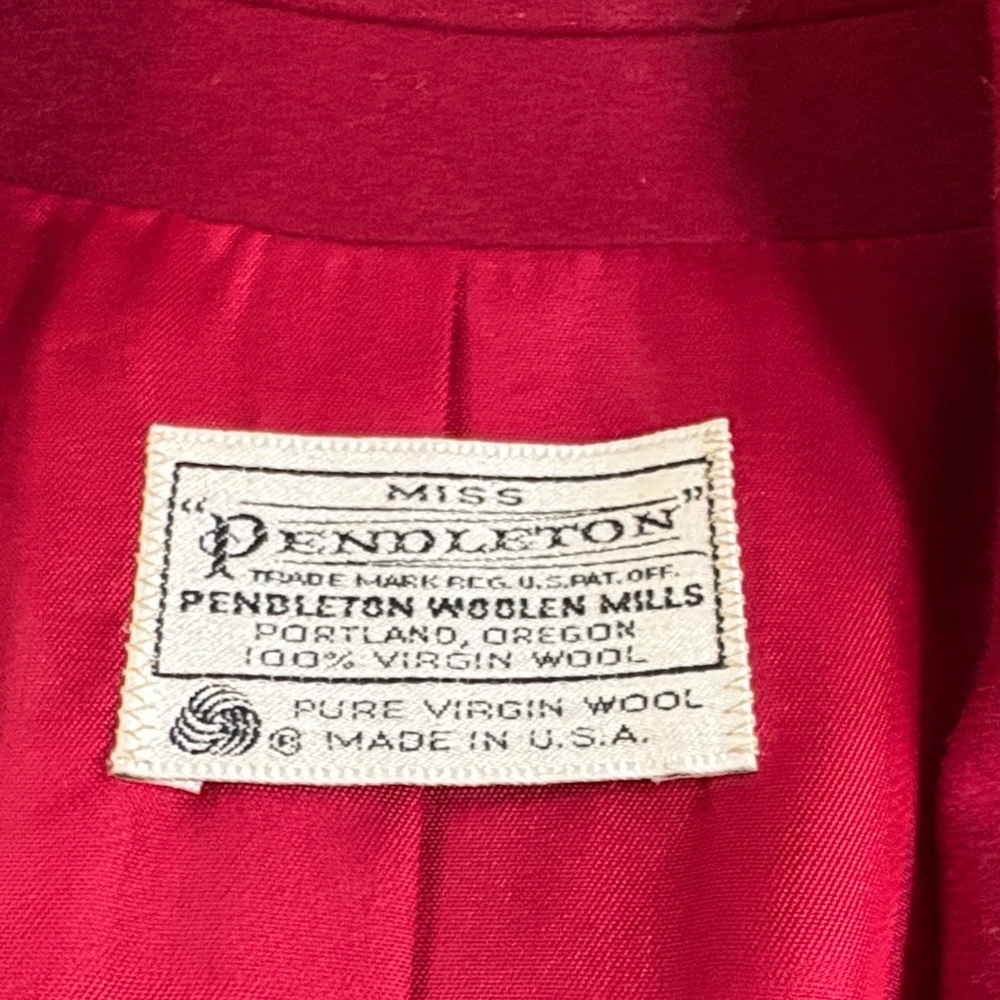 MISS
"PENDLETON"
TRADE MARK REG. U.S. PAT. OFF.
PENDLETON WOOLEN MILLS
PORTLAND, OREGON
100% VIRGIN WOOL
PURE VIRGIN WOOL
© MADE IN U.S.A.